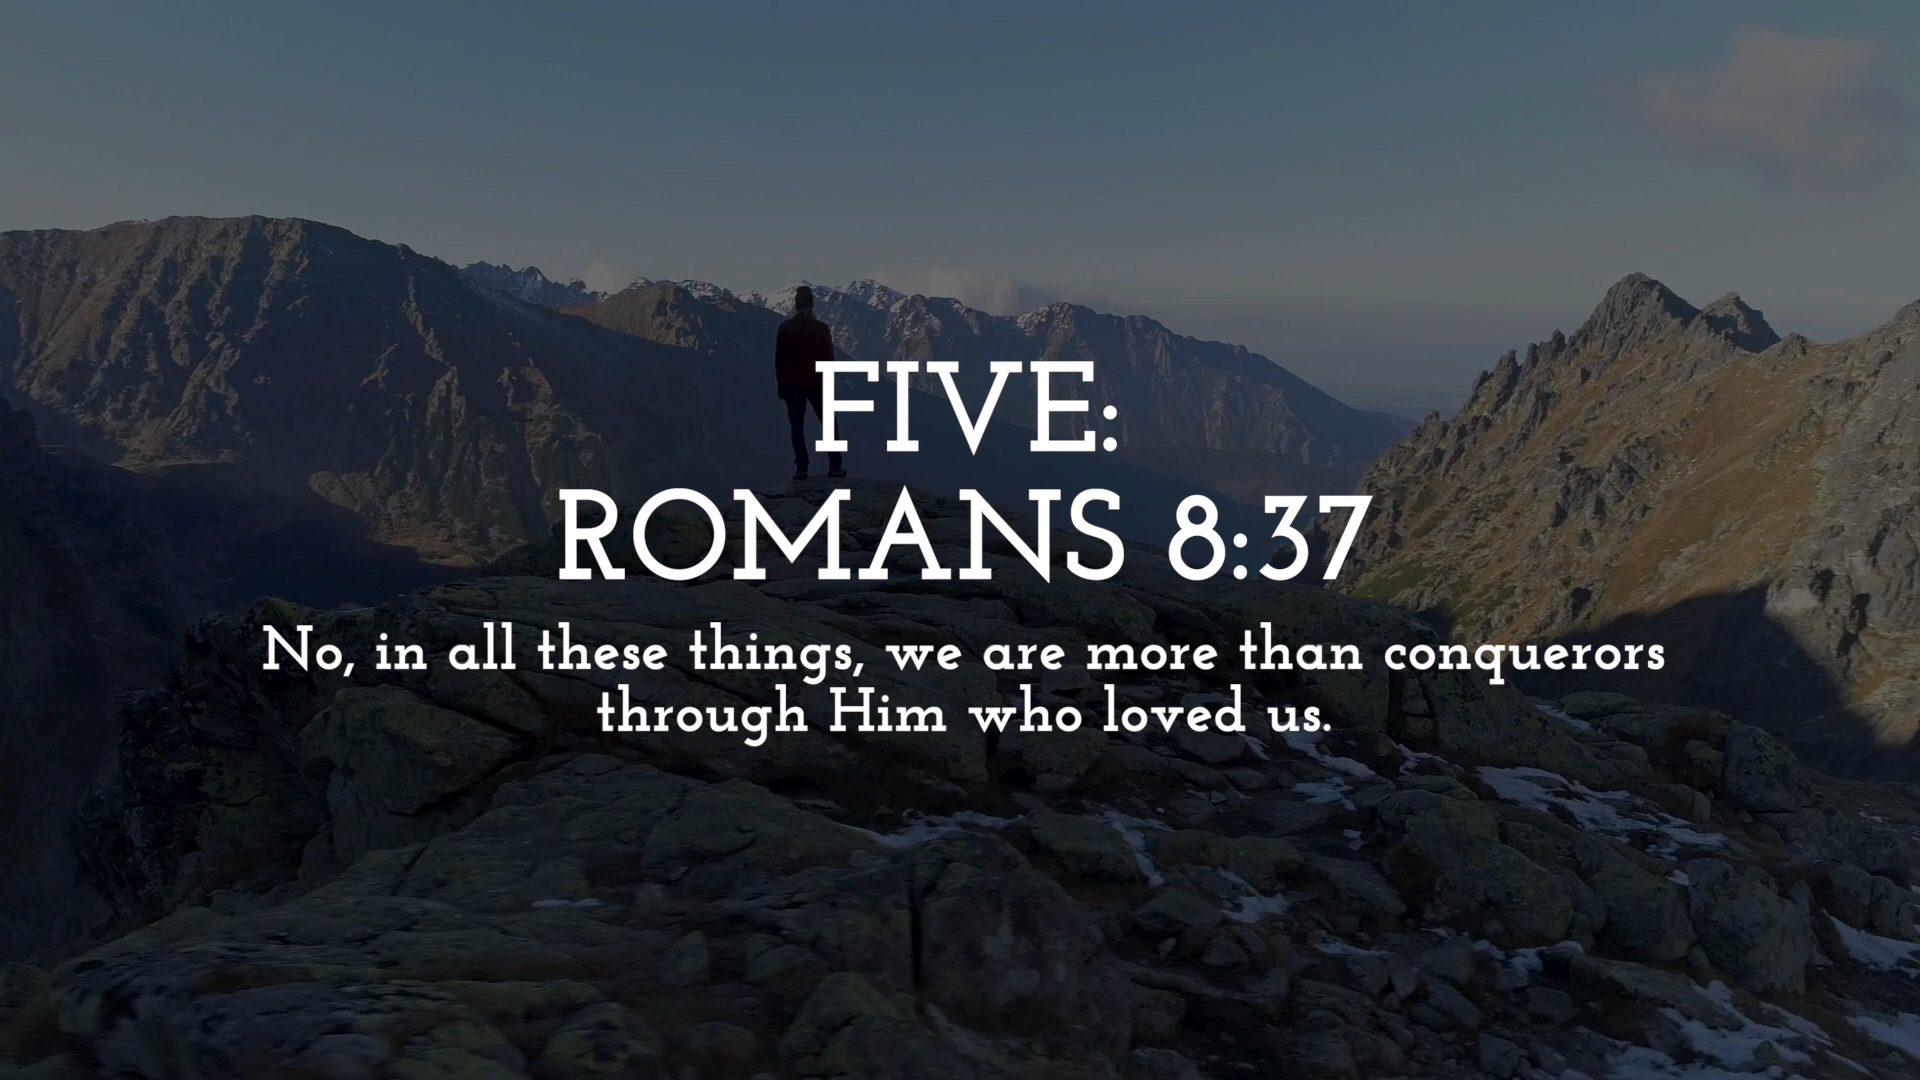 FIVE:
ROMANS 8:37
No, in all these things, we are more than conquerors
through Him who loved us.